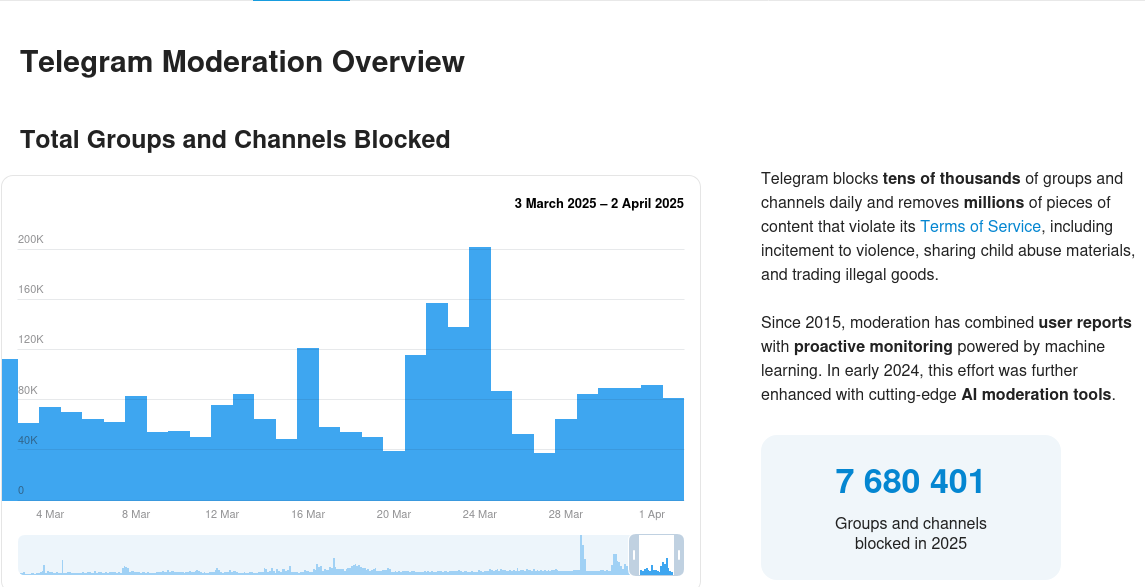 Telegram Moderation Overview
Total Groups and Channels Blocked
3 March 2025 – 2 April 2025
200K
160K
120K
80K
40K
0
4 Mar 8 Mar 12 Mar 16 Mar 20 Mar 24 Mar 28 Mar 1 Apr
Telegram blocks tens of thousands of groups and
channels daily and removes millions of pieces of
content that violate its Terms of Service, including
incitement to violence, sharing child abuse materials,
and trading illegal goods.
Since 2015, moderation has combined user reports
with proactive monitoring powered by machine
learning. In early 2024, this effort was further
enhanced with cutting-edge AI moderation tools.
7 680 401
Groups and channels
blocked in 2025